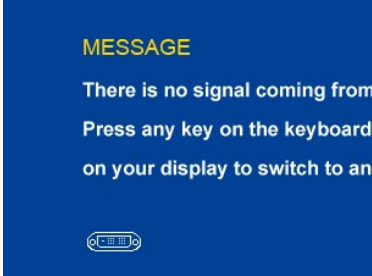 MESSAGE
There is no signal coming from
Press any key on the keyboard
on your display to switch to an